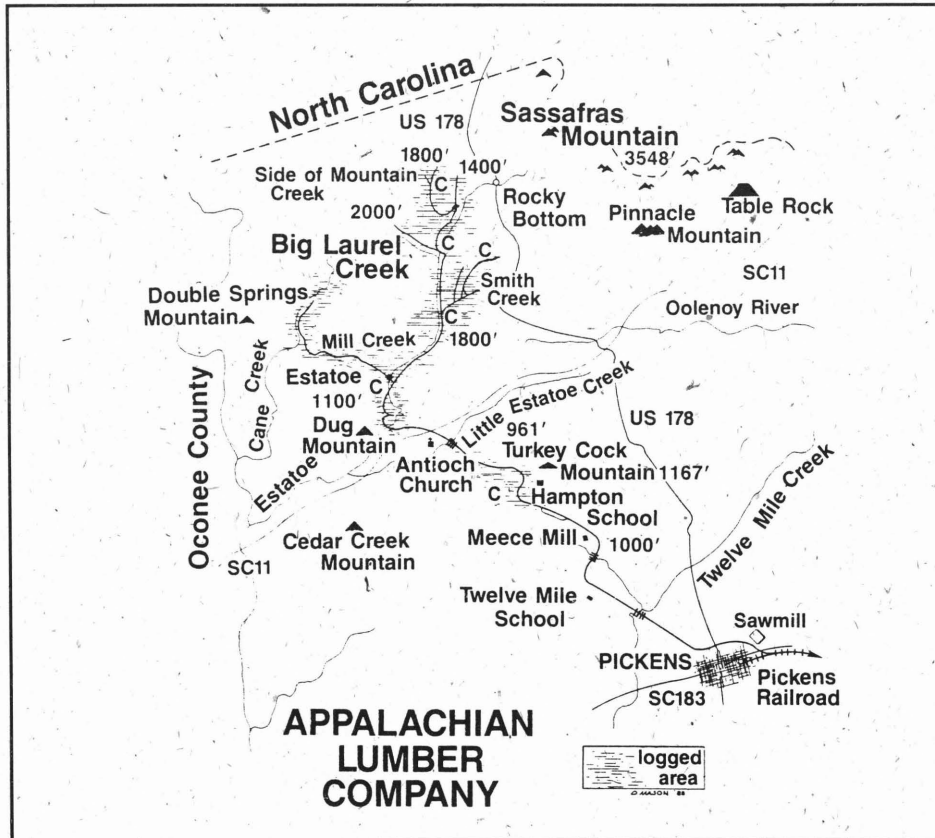 North Carolina
US 178
Sassafras
Mountain
3548'
1800'
1400'
C
Side of Mountain
Creek
Rocky
Bottom
2000'
Table Rock
Pinnacle
Mountain
Big Laurel
Creek
C
C
SC11
Smith
Creek
Double Springs
Mountain
Oolenoy River
C
1800'
Mill Creek
Cane Creek
Estatoe
1100'
C
Oconee County
Little Estatoe Creek
961'
US 178
Dug
Mountain
Estatoe
Antioch
Church
Turkey Cock
Mountain 1167'
C
Hampton
School
1000'
Meece Mill
Cedar Creek
Mountain
SC11
Twelve Mile Creek
Twelve Mile
School
Sawmill
PICKENS
SC183
Pickens
Railroad
APPALACHIAN
LUMBER
COMPANY
logged
area
D MASON '88